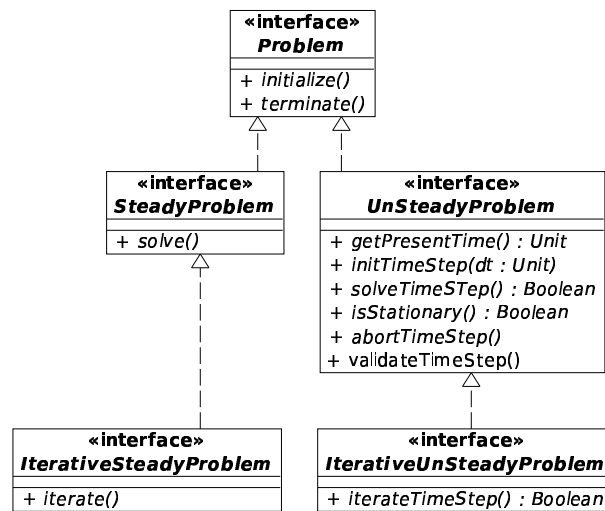 «interface»
Problem
+ initialize()
+ terminate()
«interface»
SteadyProblem
+ solve()
«interface»
UnSteadyProblem
+ getPresentTime() : Unit
+ initTimeStep(dt : Unit)
+ solveTimeSTep() : Boolean
+ isStationary() : Boolean
+ abortTimeStep()
+ validateTimeStep()
«interface»
IterativeSteadyProblem
+ iterate()
«interface»
IterativeUnSteadyProblem
+ iterateTimeStep() : Boolean